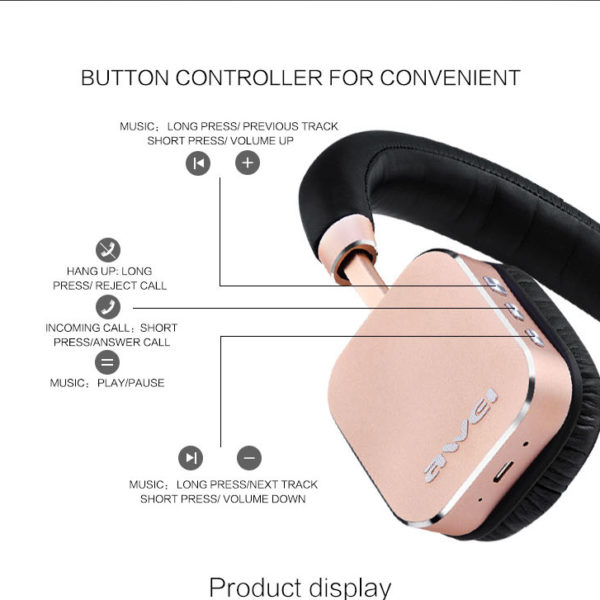 BUTTON CONTROLLER FOR CONVENIENT
MUSIC; LONG PRESS/ PREVIOUS TRACK
SHORT PRESS/ VOLUME UP
HANG UP: LONG
PRESS/ REJECT CALL
INCOMING CALL; SHORT
PRESS/ANSWER CALL
MUSIC; PLAY/PAUSE
MUSIC; LONG PRESS/NEXT TRACK
SHORT PRESS/ VOLUME DOWN
awei
Product display